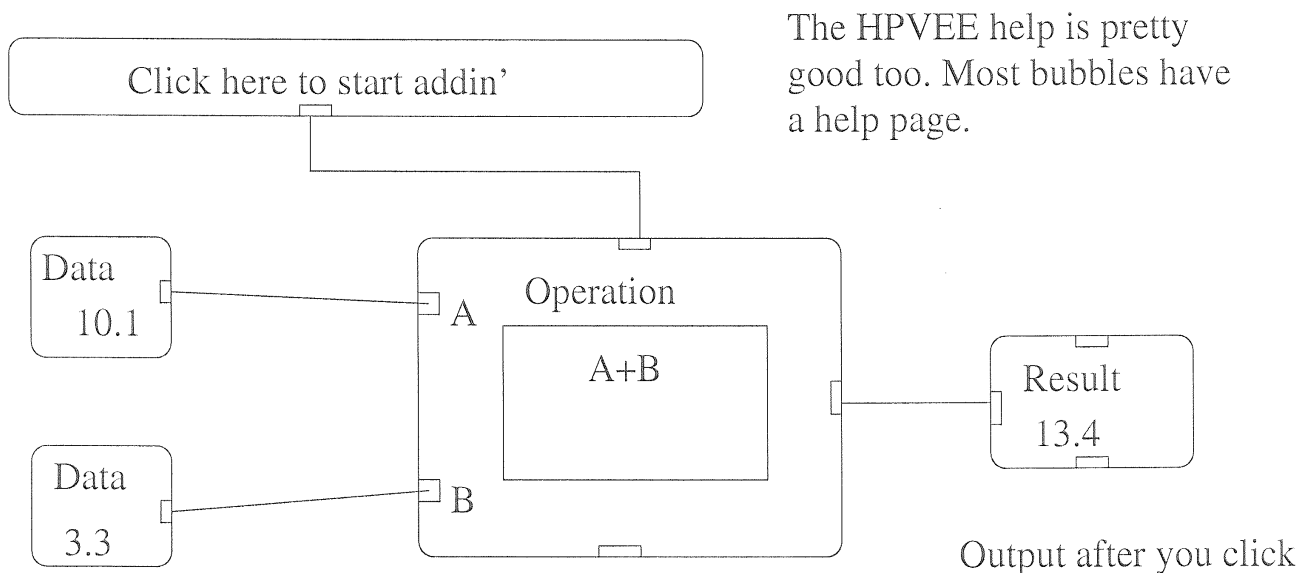 The HPVEE help is pretty
good too. Most bubbles have
a help page.
Click here to start addin’
Data
10.1
A
Operation
A+B
Result
13.4
Data
3.3
B
Output after you click